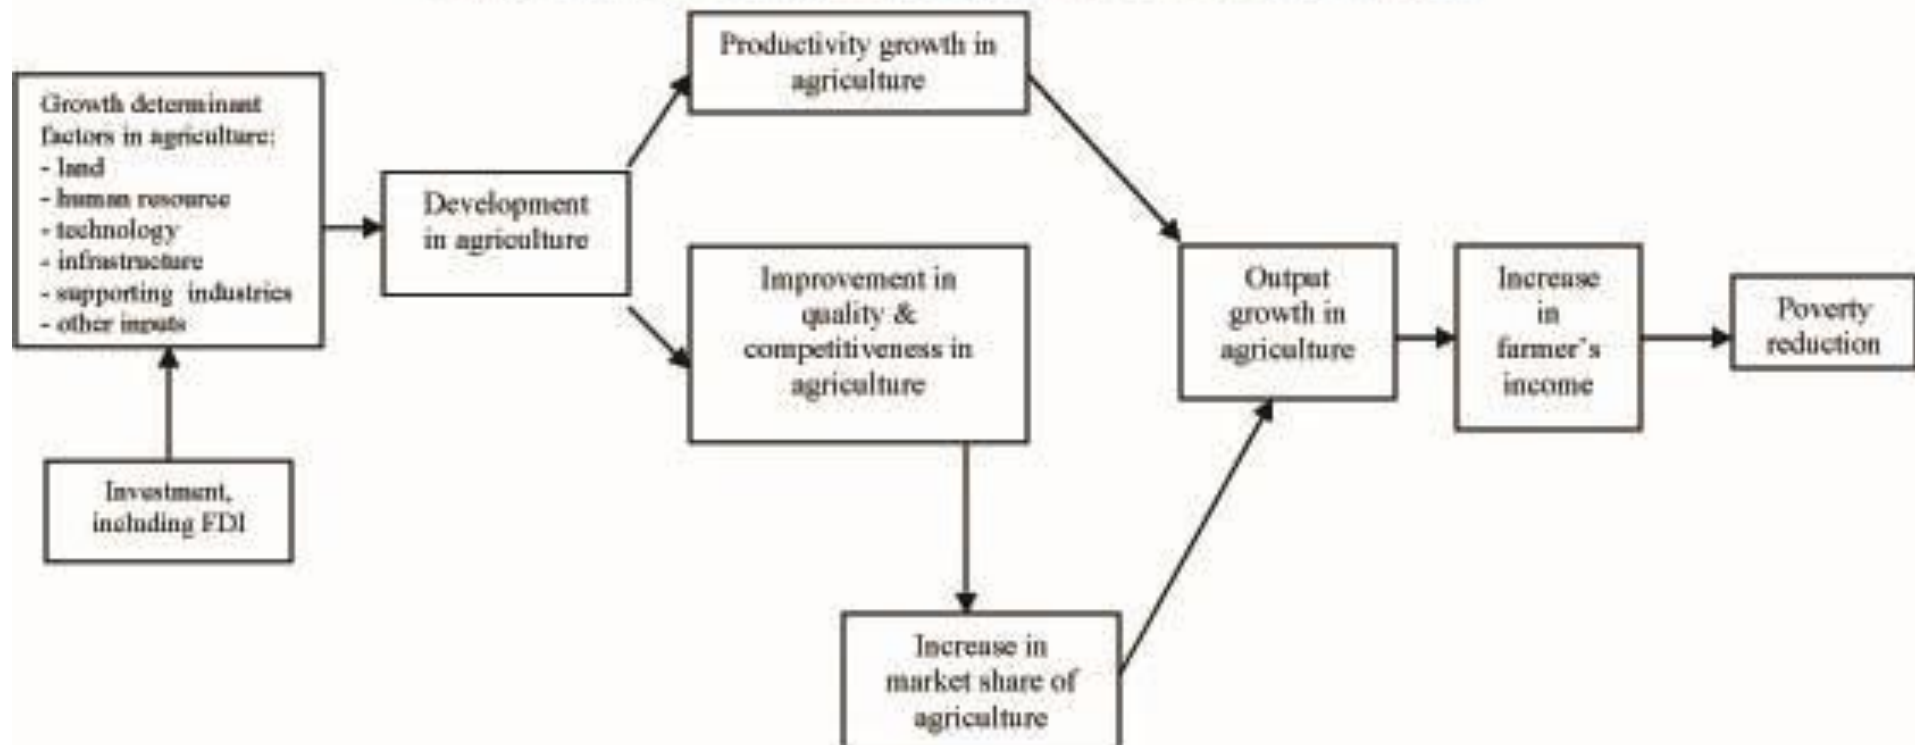 Productivity growth in
agriculture
Growth determinant
factors in agriculture:
- land
- human resource
- technology
- infrastructure
- supporting industries
- other inputs
Development
in agriculture
Improvement in
quality &
competitiveness in
agriculture
Output
growth in
agriculture
Increase
in
farmer's
income
Poverty
reduction
Investment,
including FDI
Increase in
market share of
agriculture